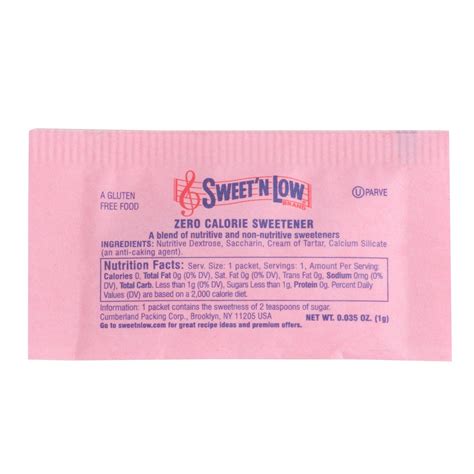 SWEET'N LOW
BRAND
A GLUTEN
FREE FOOD
U PARVE
ZERO CALORIE SWEETENER
A blend of nutritive and non-nutritive sweeteners
INGREDIENTS: Nutritive Dextrose, Saccharin, Cream of Tartar, Calcium Silicate
(an anti-caking agent).
Nutrition Facts: Serv. Size: 1 packet, Servings: 1, Amount Per Serving:
Calories 0, Total Fat 0g (0% DV), Sat. Fat 0g (0% DV), Trans Fat 0g, Sodium 0mg (0%
DV), Total Carb. Less than 1g (0% DV), Sugars Less than 1g, Protein 0g. Percent Daily
Values (DV) are based on a 2,000 calorie diet.
Information: 1 packet contains the sweetness of 2 teaspoons of sugar.
Cumberland Packing Corp., Brooklyn, NY 11205 USA
Go to sweetnlow.com for great recipe ideas and premium offers.
NET WT. 0.035 OZ. (1g)